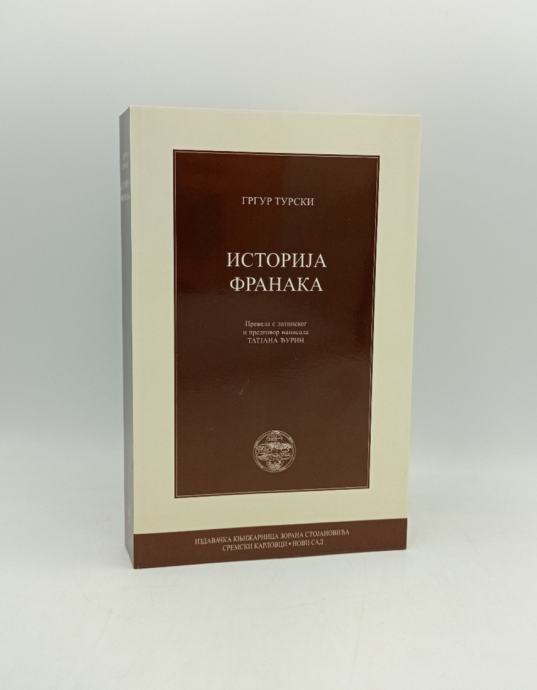 ГРГУР ТУРСКИ
ИСТОРИЈА
ФРАНАКА
Превела с латинског
и предговор написала
ТАТЈАНА ЂУРИН
ИЗДАВАЧКА КЊИЖАРНИЦА ЗОРАНА СТОЈАНОВИЋА
СРЕМСКИ КАРЛОВЦИ • НОВИ САД